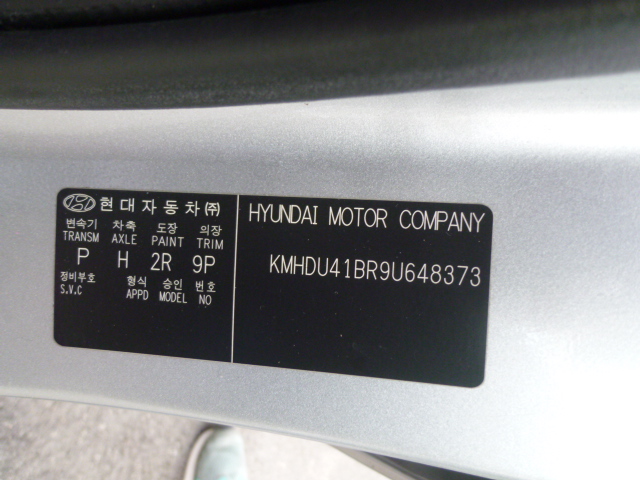 현대자동차㈜
변속기 차축 도장 의장
TRANSM AXLE PAINT TRIM
P H 2R 9P
정비부호 형식 승인 번호
S.V.C APPD MODEL NO
HYUNDAI MOTOR COMPANY
KMHDU41BR9U648373